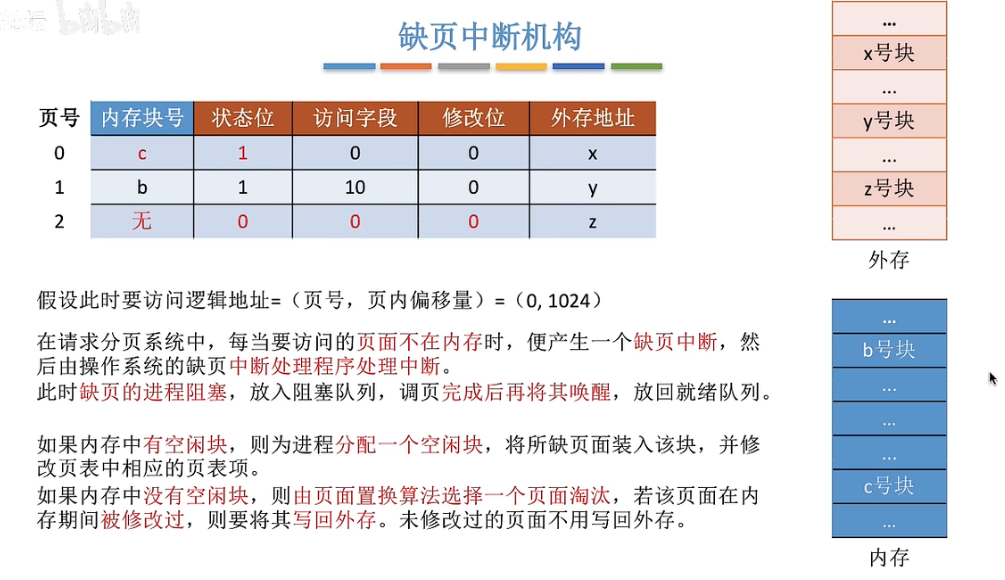 缺页中断机构
页号 内存块号 状态位 访问字段 修改位 外存地址
0 c 1 0 0 x
1 b 1 10 0 y
2 无 0 0 0 z
假设此时要访问逻辑地址=（页号，页内偏移量）=（0, 1024）
在请求分页系统中，每当要访问的页面不在内存时，便产生一个缺页中断，然
后由操作系统的缺页中断处理程序处理中断。
此时缺页的进程阻塞，放入阻塞队列，调页完成后再将其唤醒，放回就绪队列。
如果内存中有空闲块，则为进程分配一个空闲块，将所缺页面装入该块，并修
改页表中相应的页表项。
如果内存中没有空闲块，则由页面置换算法选择一个页面淘汰，若该页面在内
存期间被修改过，则要将其写回外存。未修改过的页面不用写回外存。
...
x号块
...
y号块
...
z号块
...
外存
...
b号块
...
...
...
c号块
...
内存